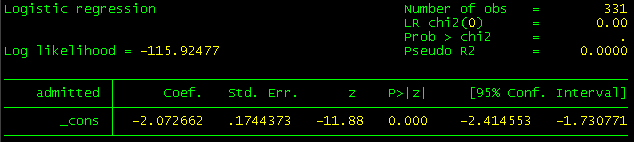 Logistic regression Number of obs = 331
LR chi2(0) = 0.00
Prob > chi2 = .
Log likelihood = -115.92477 Pseudo R2 = 0.0000
admitted Coef. Std. Err. z P>|z| [95% Conf. Interval]
_cons -2.072662 .1744373 -11.88 0.000 -2.414553 -1.730771